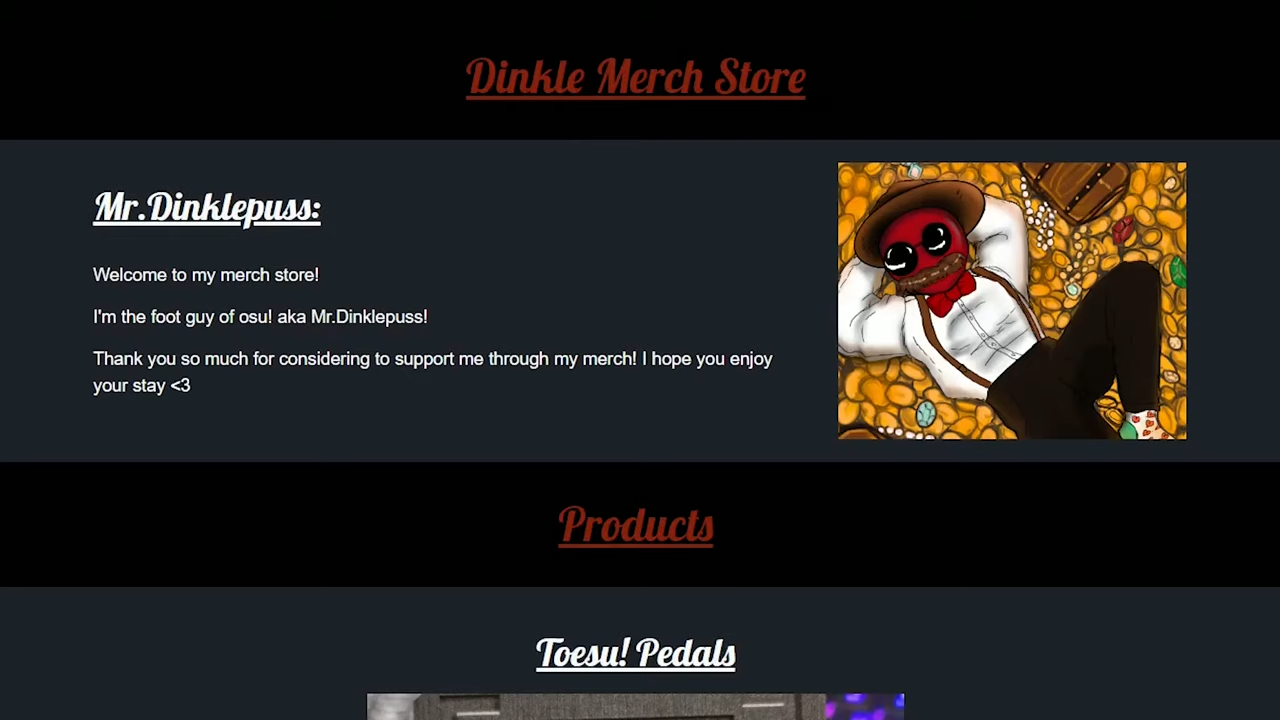 Dinkle Merch Store
Mr.Dinklepuss:
Welcome to my merch store!
I'm the foot guy of osu! aka Mr.Dinklepuss!
Thank you so much for considering to support me through my merch! I hope you enjoy
your stay <3
Products
Toesu! Pedals